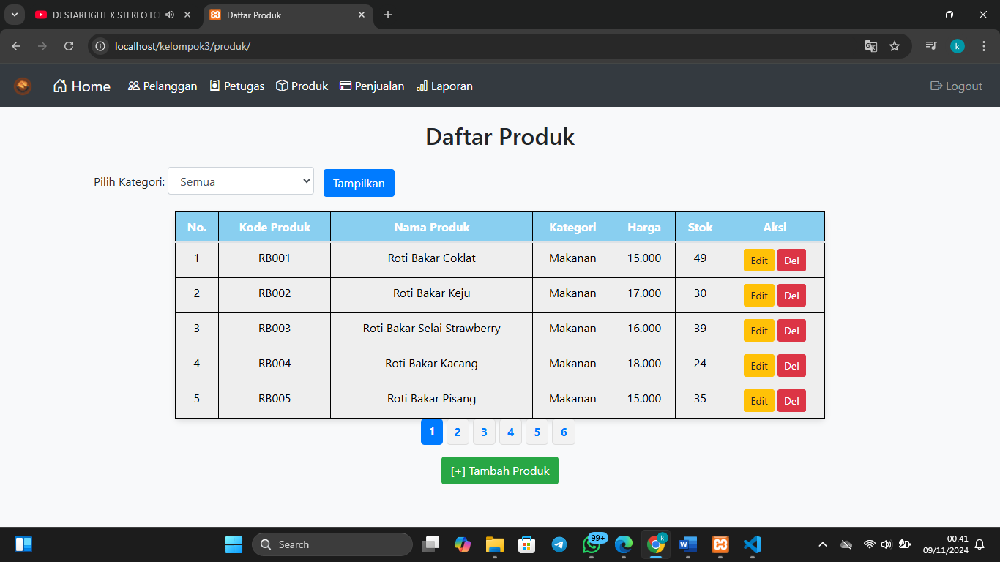 DJ STARLIGHT X STEREO LO
Daftar Produk
localhost/kelompok3/produk/
k
Home Pelanggan Petugas Produk Penjualan Laporan Logout
Daftar Produk
Pilih Kategori: Semua Tampilkan
No. Kode Produk Nama Produk Kategori Harga Stok Aksi
1 RB001 Roti Bakar Coklat Makanan 15.000 49 Edit Del
2 RB002 Roti Bakar Keju Makanan 17.000 30 Edit Del
3 RB003 Roti Bakar Selai Strawberry Makanan 16.000 39 Edit Del
4 RB004 Roti Bakar Kacang Makanan 18.000 24 Edit Del
5 RB005 Roti Bakar Pisang Makanan 15.000 35 Edit Del
1 2 3 4 5 6
[+] Tambah Produk
Search
99+
k
00.41
09/11/2024